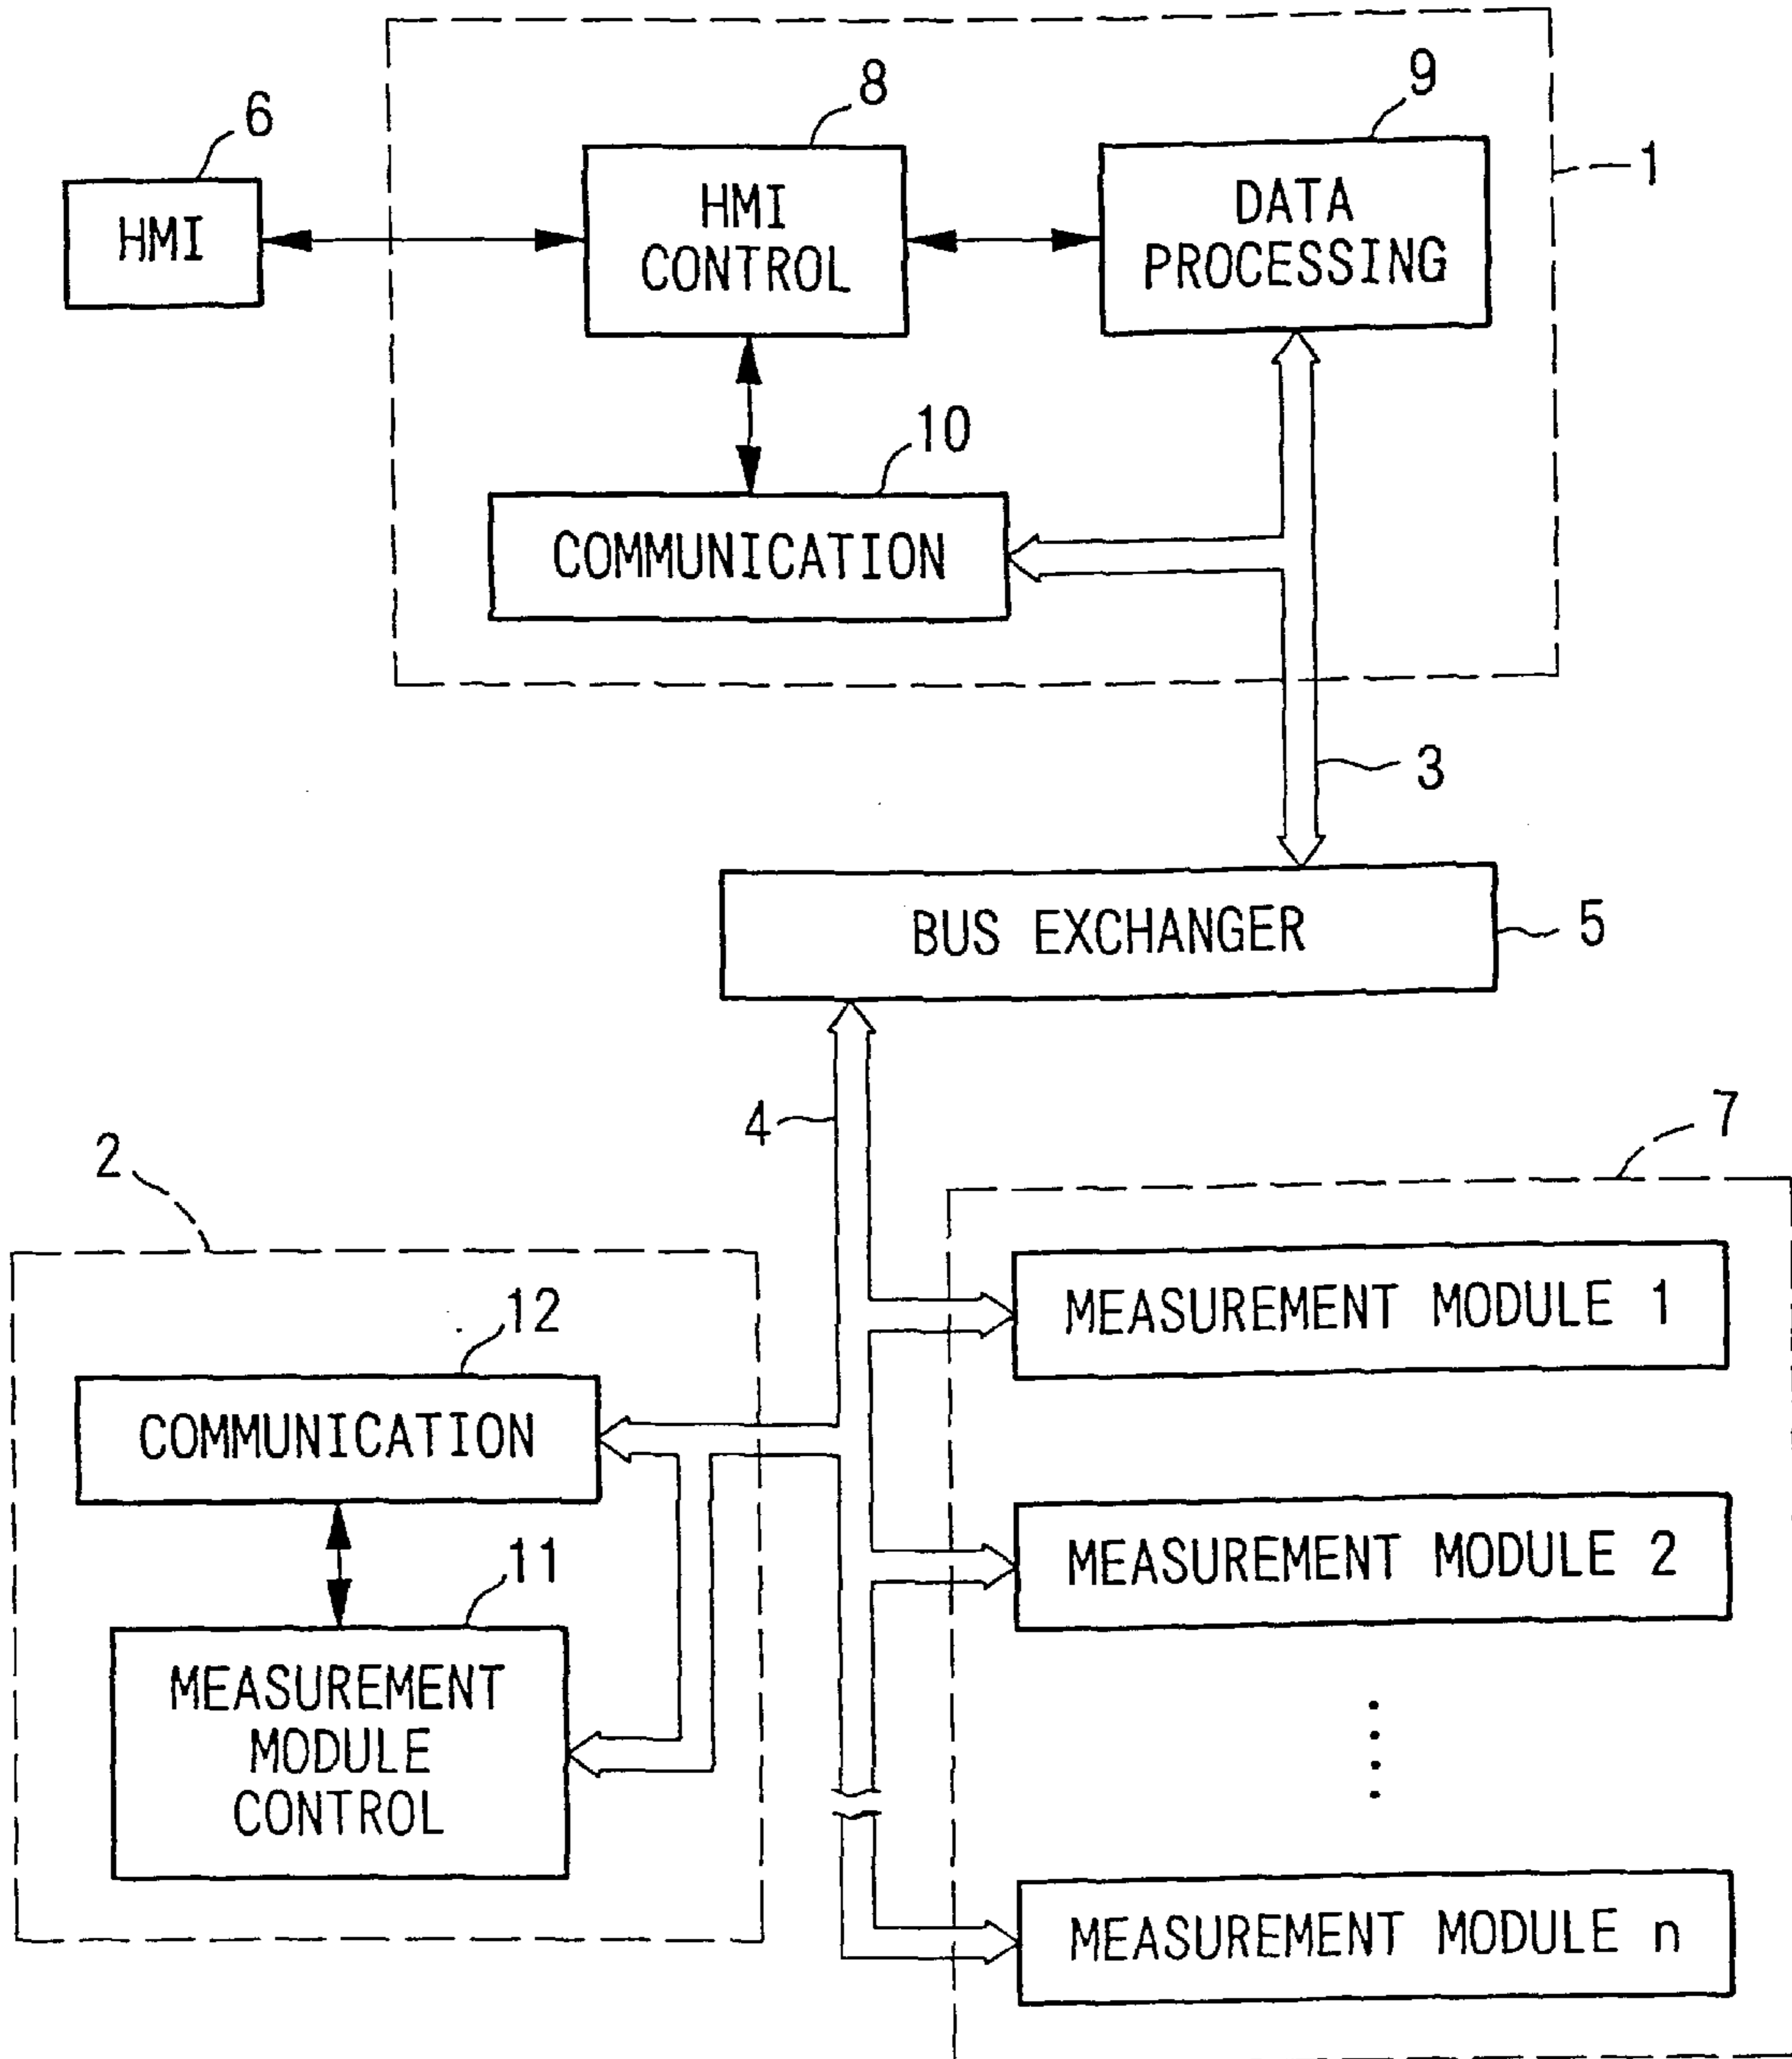 6
8
9
1
HMI
HMI
CONTROL
DATA
PROCESSING
10
COMMUNICATION
3
BUS EXCHANGER
5
4
7
2
MEASUREMENT MODULE 1
12
COMMUNICATION
MEASUREMENT MODULE 2
11
MEASUREMENT
MODULE
CONTROL
MEASUREMENT MODULE n